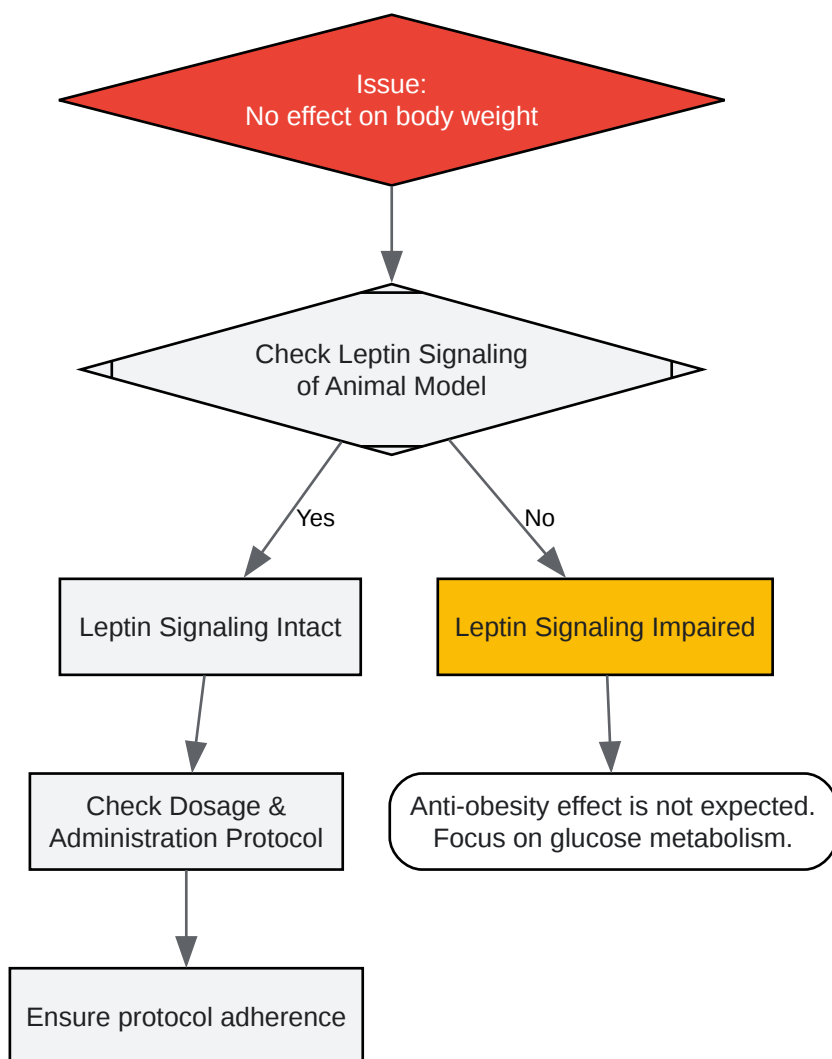 Issue:
No effect on body weight
Check Leptin Signaling
of Animal Model
Yes
No
Leptin Signaling Intact
Leptin Signaling Impaired
Check Dosage &
Administration Protocol
Anti-obesity effect is not expected.
Focus on glucose metabolism.
Ensure protocol adherence